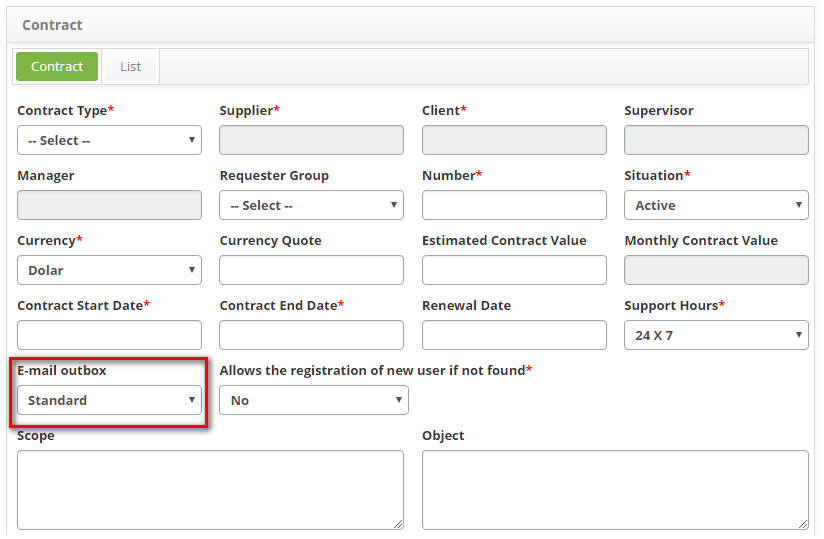 Contract
Contract List
Contract Type* Supplier* Client* Supervisor
-- Select --
Manager Requester Group Number* Situation*
-- Select -- Active
Currency* Currency Quote Estimated Contract Value Monthly Contract Value
Dolar
Contract Start Date* Contract End Date* Renewal Date Support Hours*
24 X 7
E-mail outbox Allows the registration of new user if not found*
Standard No
Scope Object